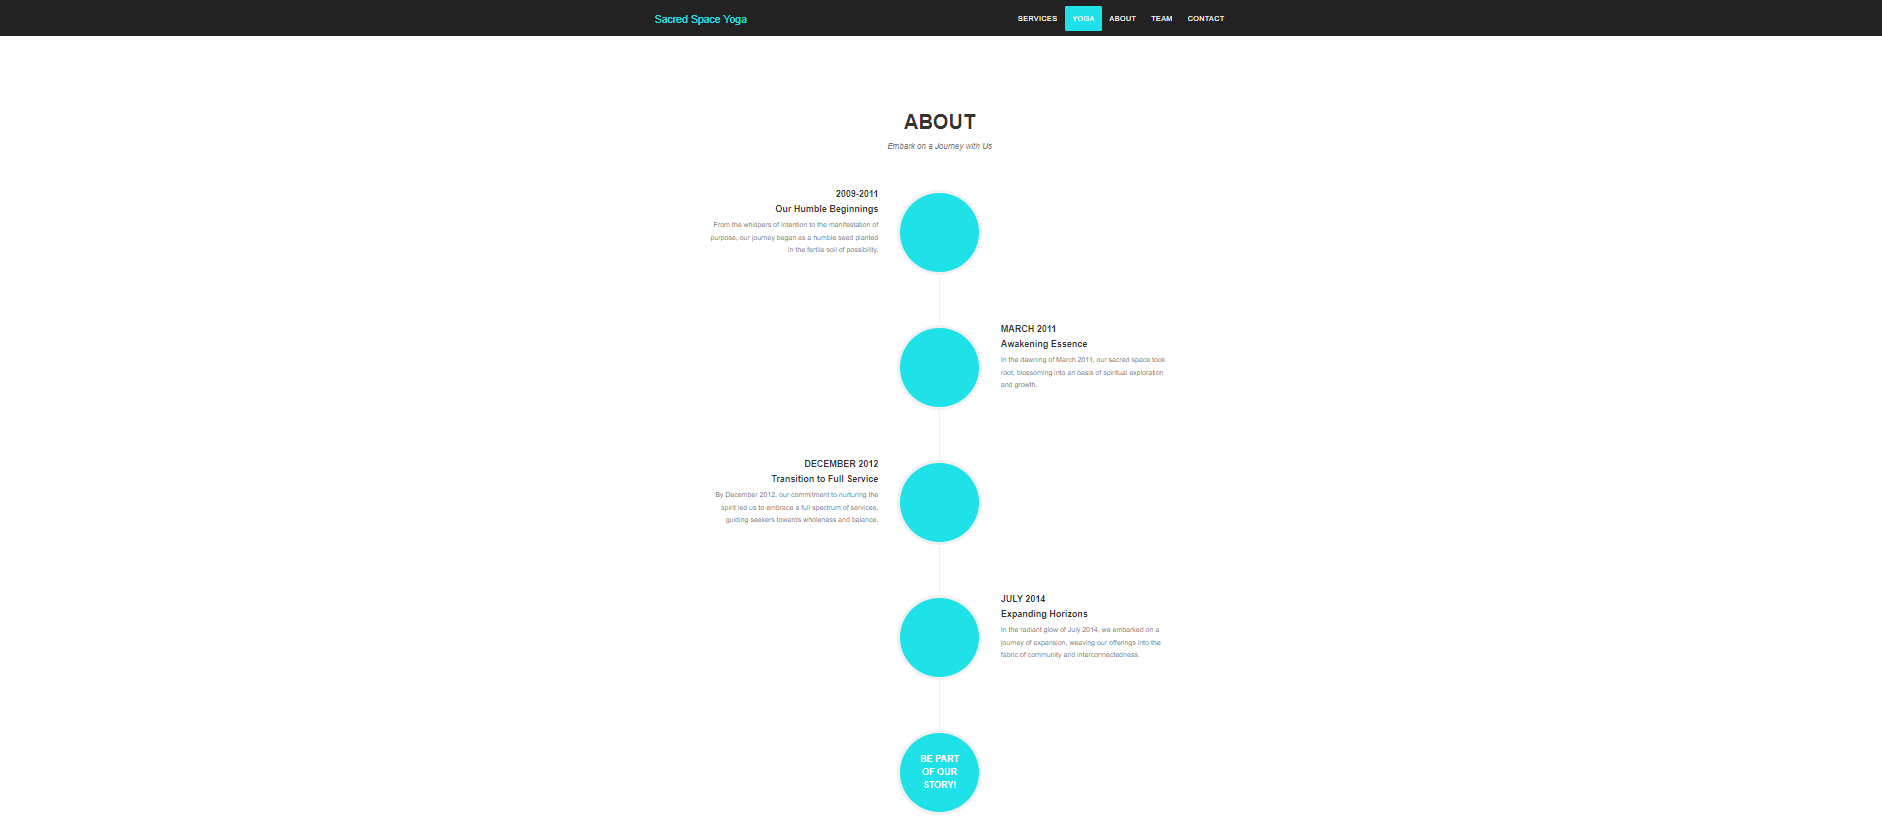 Sacred Space Yoga
SERVICES YOGA ABOUT TEAM CONTACT
ABOUT
Embark on a Journey with Us
2009-2011
Our Humble Beginnings
From the whispers of intention to the manifestation of
purpose, our journey began as a humble seed planted
in the fertile soil of possibility.
MARCH 2011
Awakening Essence
In the dawning of March 2011, our sacred space took
root, blossoming into an oasis of spiritual exploration
and growth.
DECEMBER 2012
Transition to Full Service
By December 2012, our commitment to nurturing the
spirit led us to embrace a full spectrum of services,
guiding seekers towards wholeness and balance.
JULY 2014
Expanding Horizons
In the radiant glow of July 2014, we embarked on a
journey of expansion, weaving our offerings into the
fabric of community and interconnectedness.
BE PART
OF OUR
STORY!